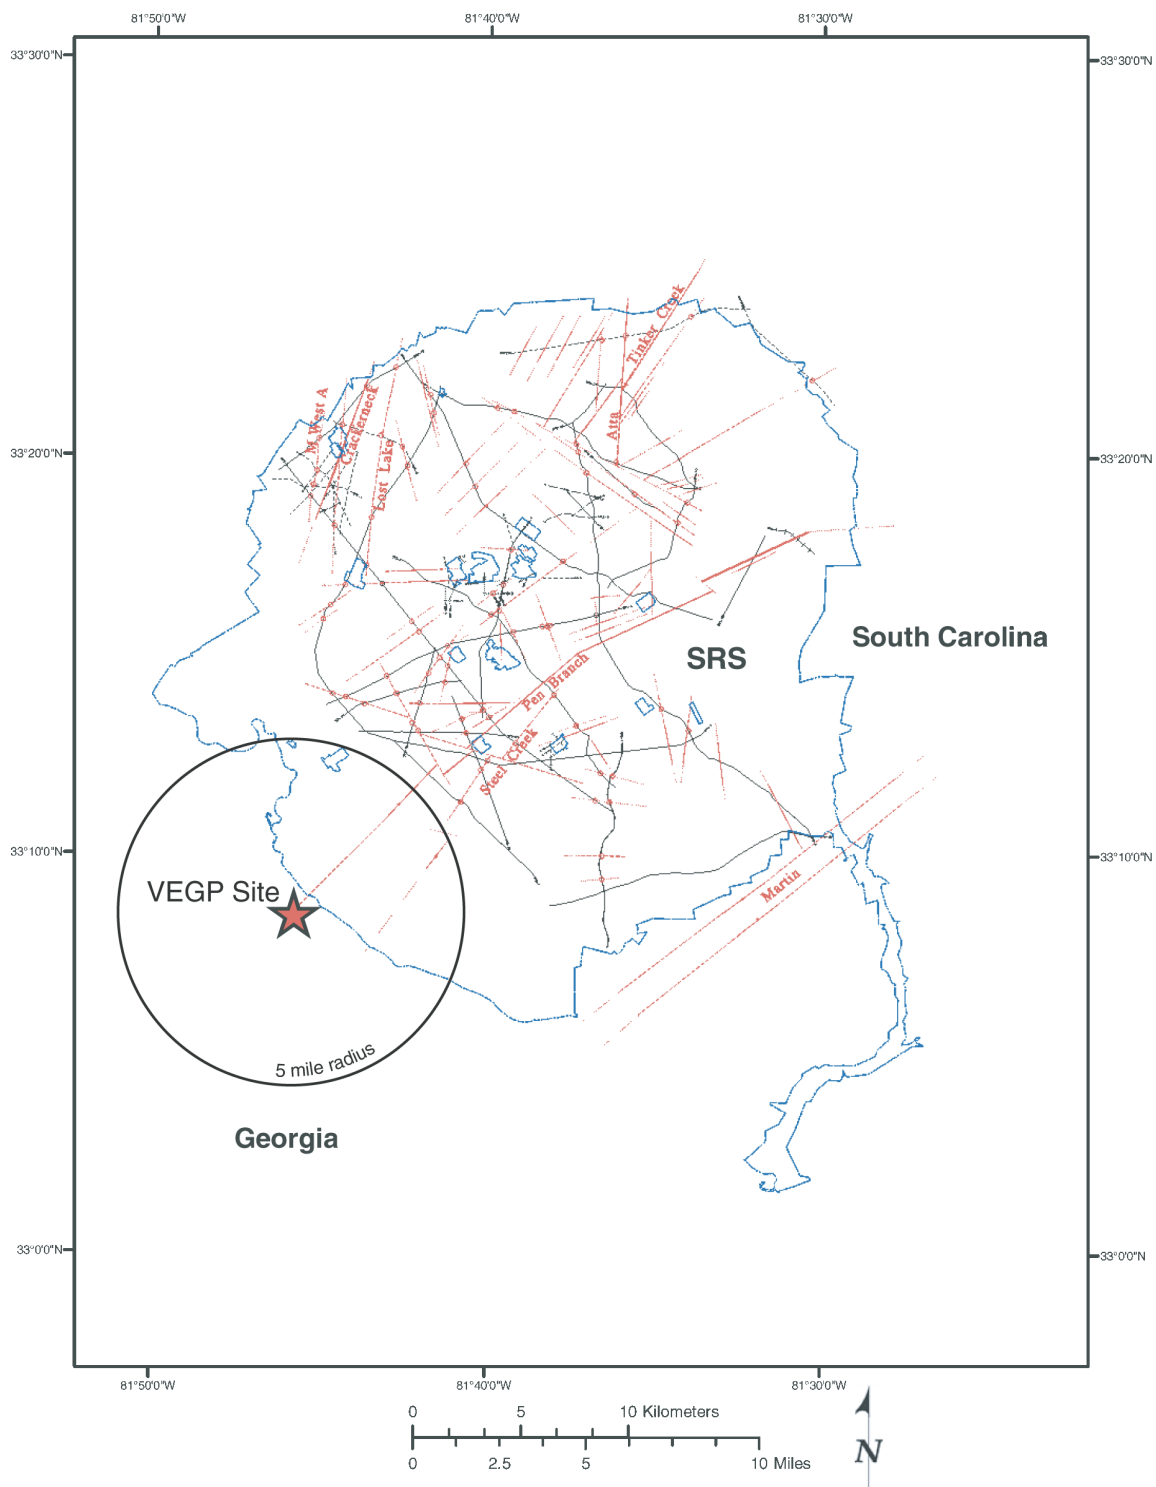 81°50'0"W
81°40'0"W
81°30'0"W
33°30'0"N
33°30'0"N
Tinker Creek
M West A
Crackerneck
Atta
Lost Lake
33°20'0"N
33°20'0"N
South Carolina
SRS
Pen Branch
Steel Creek
33°10'0"N
33°10'0"N
VEGP Site
Martin
5 mile radius
Georgia
33°0'0"N
33°0'0"N
81°50'0"W
81°40'0"W
81°30'0"W
0 5 10 Kilometers
0 2.5 5 10 Miles
N